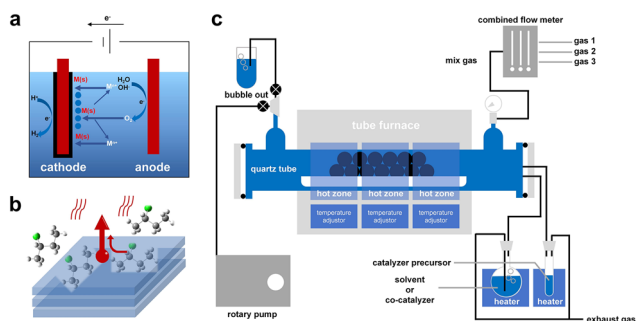 a
e⁻
M(s)
H₂O
OH⁻
M
H⁺
e⁻
M(s)
e⁻
O₂
H₂
M(s)
cathode
anode
b
c
combined flow meter
gas 1
gas 2
gas 3
mix gas
bubble out
tube furnace
quartz tube
hot zone
hot zone
hot zone
temperature
adjustor
temperature
adjustor
temperature
adjustor
catalyzer precursor
solvent
or
co-catalyzer
heater
heater
rotary pump
exhaust gas